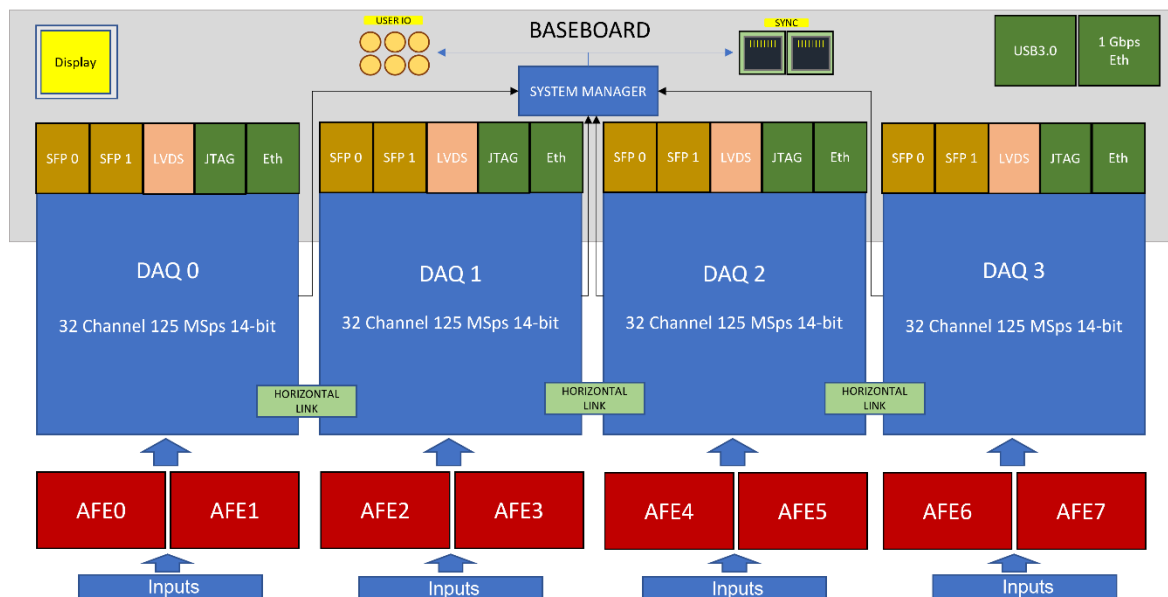 USER IO
SYNC
BASEBOARD
Display
USB3.0
1 Gbps
Eth
SYSTEM MANAGER
SFP 0
SFP 1
LVDS
JTAG
Eth
SFP 0
SFP 1
LVDS
JTAG
Eth
SFP 0
SFP 1
LVDS
JTAG
Eth
SFP 0
SFP 1
LVDS
JTAG
Eth
DAQ 0
32 Channel 125 MSps 14-bit
DAQ 1
32 Channel 125 MSps 14-bit
DAQ 2
32 Channel 125 MSps 14-bit
DAQ 3
32 Channel 125 MSps 14-bit
HORIZONTAL
LINK
HORIZONTAL
LINK
HORIZONTAL
LINK
AFE0
AFE1
AFE2
AFE3
AFE4
AFE5
AFE6
AFE7
Inputs
Inputs
Inputs
Inputs